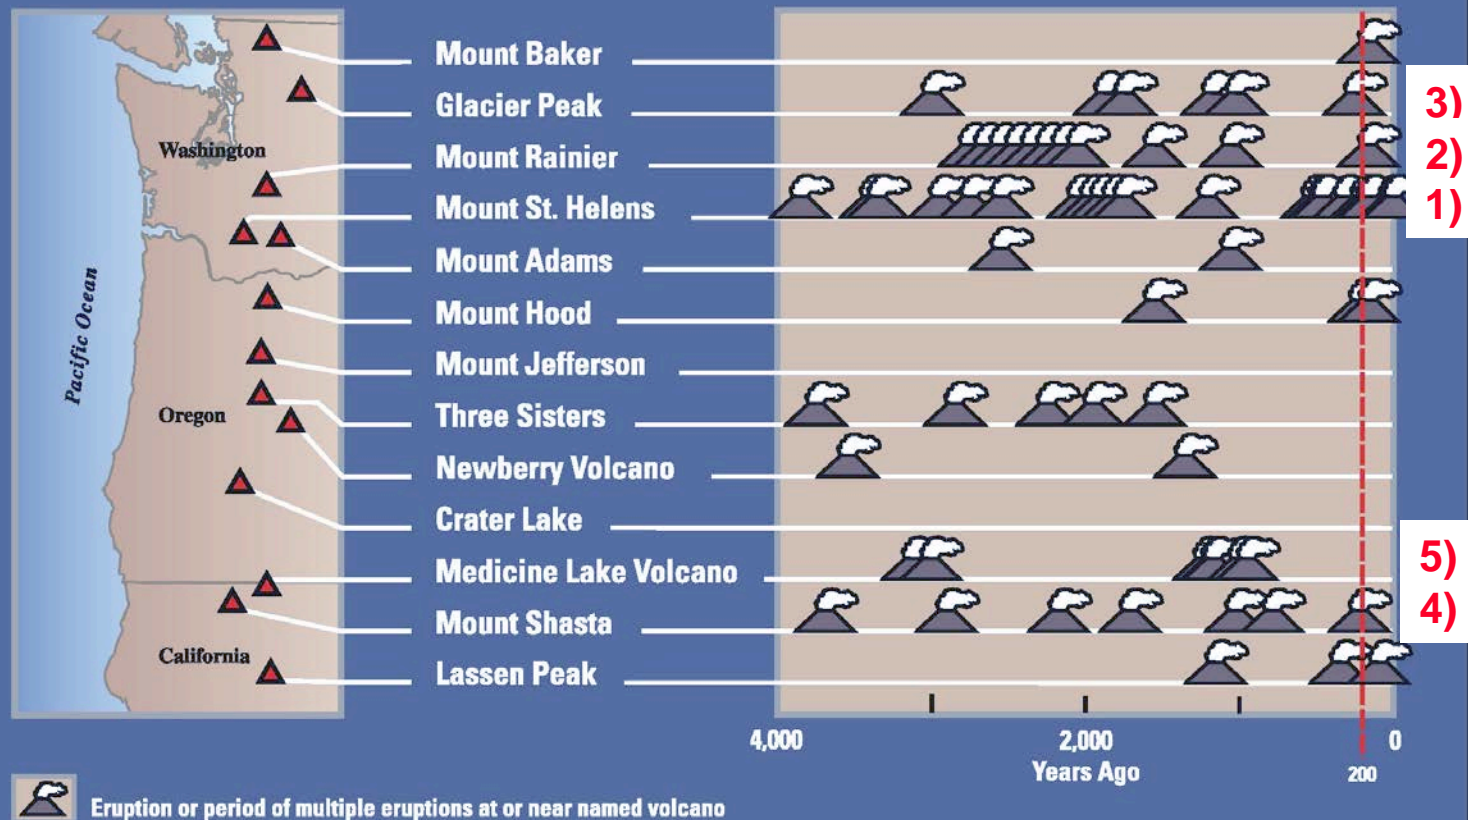 Mount Baker
Glacier Peak
3)
Washington
Mount Rainier
2)
Mount St. Helens
1)
Mount Adams
Pacific Ocean
Mount Hood
Mount Jefferson
Oregon
Three Sisters
Newberry Volcano
Crater Lake
Medicine Lake Volcano
5)
Mount Shasta
4)
California
Lassen Peak
4,000
2,000
0
Years Ago
200
Eruption or period of multiple eruptions at or near named volcano